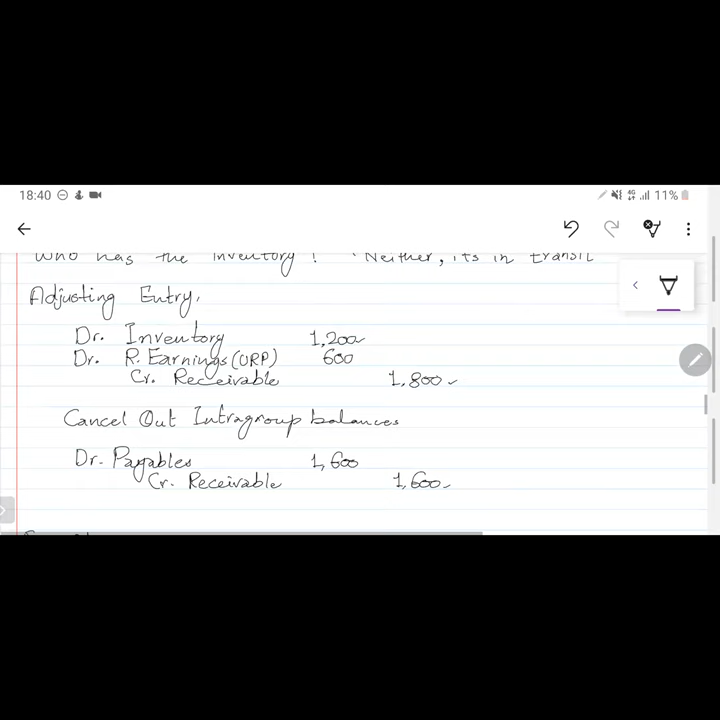 18:40 4G 11%
Who has the inventory? Neither, its in transit
Adjusting Entry,
Dr. Inventory 1,200
Dr. R. Earnings (URP) 600
Cr. Receivable 1,800
Cancel Out Intragroup balances
Dr. Payables 1,600
Cr. Receivable 1,600